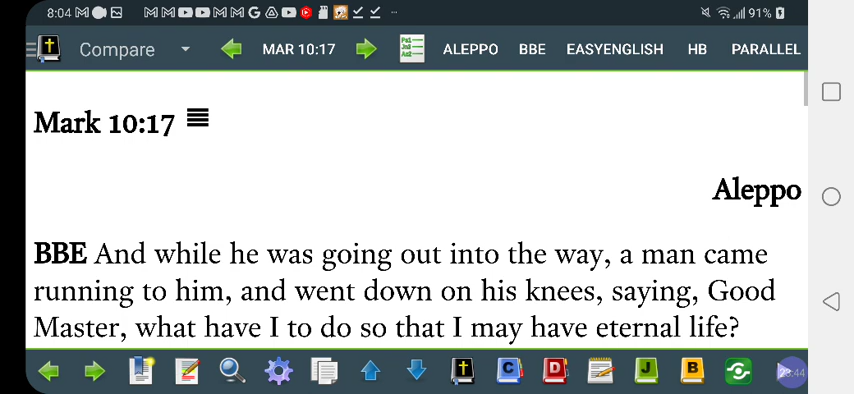 8:04 91%
Compare MAR 10:17 ALEPPO BBE EASYENGLISH HB PARALLEL
Mark 10:17
Aleppo
BBE And while he was going out into the way, a man came
running to him, and went down on his knees, saying, Good
Master, what have I to do so that I may have eternal life?
C D J B